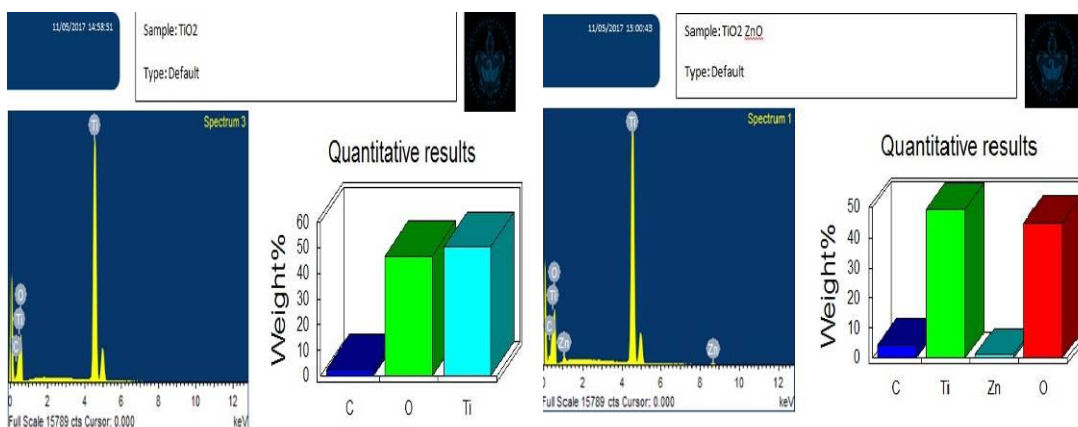 11/05/2017 14:58:51
Sample: TiO2
Type: Default
Spectrum 3
Ti
O
Ti
C
0 2 4 6 8 10 12
Full Scale 15789 cts Cursor: 0.000 keV
Quantitative results
Weight%
60
50
40
30
20
10
0
C O Ti
11/05/2017 15:00:43
Sample: TiO2 ZnO
Type: Default
Spectrum 1
Ti
O
Ti
C
Zn
Zn
0 2 4 6 8 10 12
Full Scale 15789 cts Cursor: 0.000 keV
Quantitative results
Weight%
50
40
30
20
10
0
C Ti Zn O